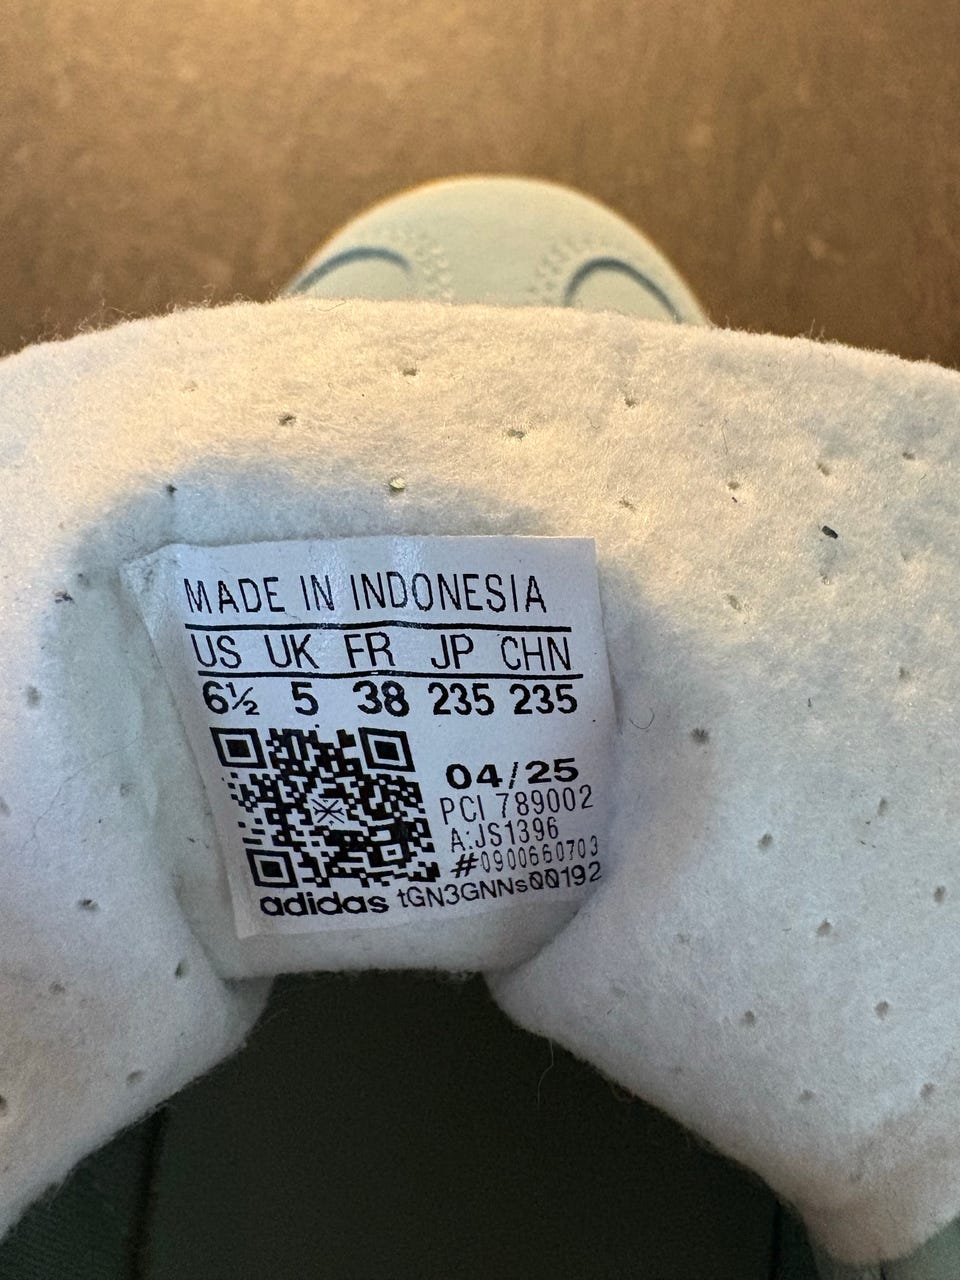 MADE IN INDONESIA
US UK FR JP CHN
6½ 5 38 235 235
04/25
PCI 789002
A:JS1396
#0900660703
adidas tGN3GNNs00192